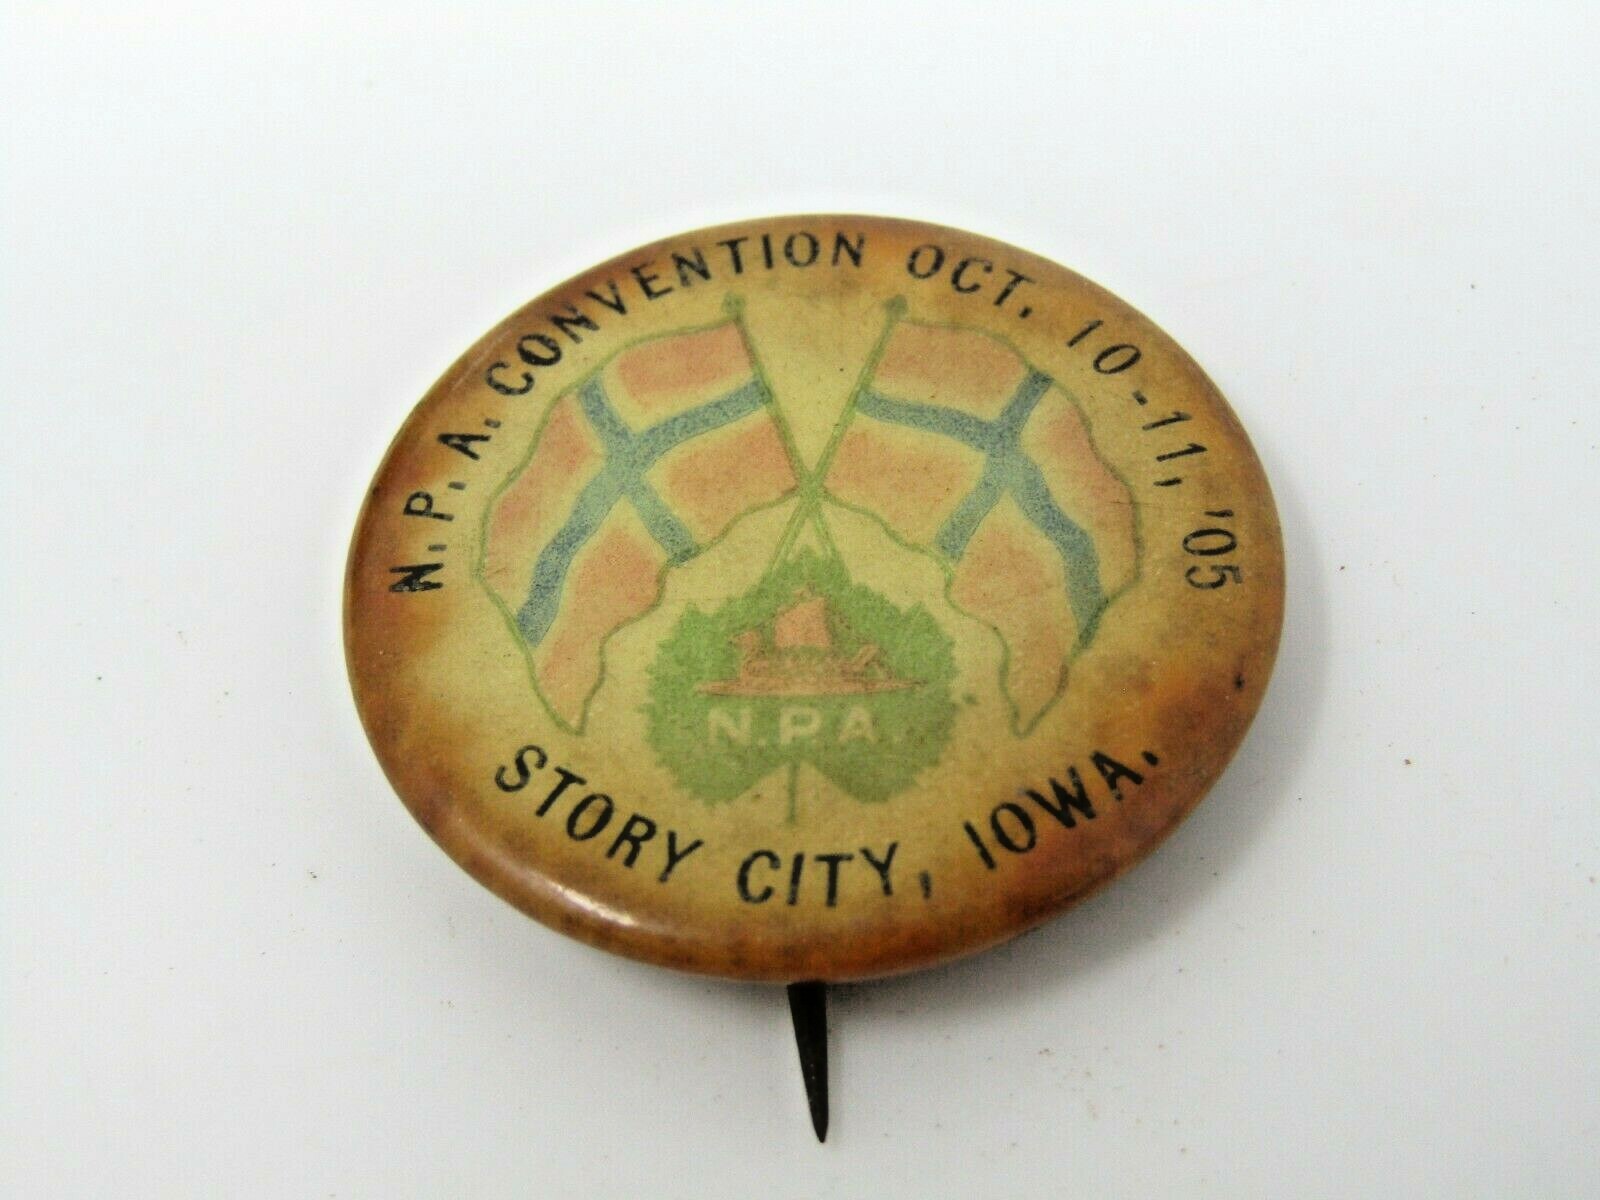 N. P. A. CONVENTION OCT. 10-11, '05
N.P.A.
STORY CITY, IOWA.